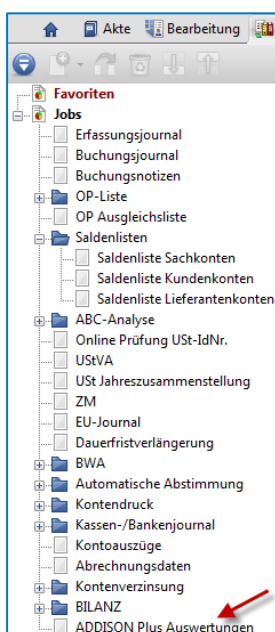 Akte Bearbeitung
Favoriten
Jobs
Erfassungsjournal
Buchungsjournal
Buchungsnotizen
OP-Liste
OP Ausgleichsliste
Saldenlisten
Saldenliste Sachkonten
Saldenliste Kundenkonten
Saldenliste Lieferantenkonten
ABC-Analyse
Online Prüfung USt-IdNr.
UStVA
USt Jahreszusammenstellung
ZM
EU-Journal
Dauerfristverlängerung
BWA
Automatische Abstimmung
Kontendruck
Kassen-/Bankenjournal
Kontoauszüge
Abrechnungsdaten
Kontenverzinsung
BILANZ
ADDISON Plus Auswertungen